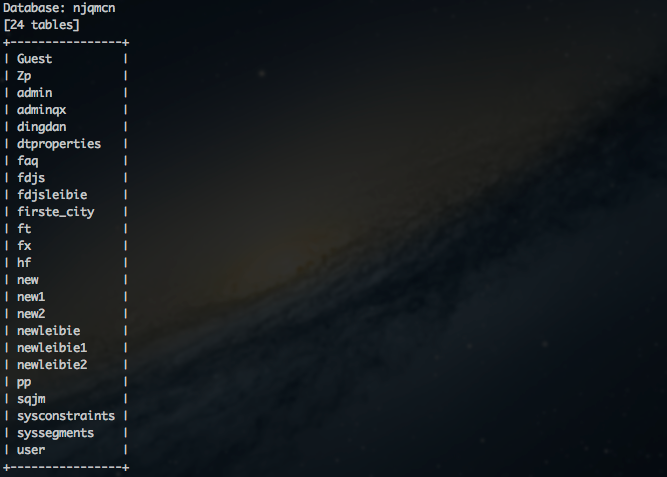 Database: njqmcn
[24 tables]
+----------------+
| Guest          |
| Zp             |
| admin          |
| adminqx        |
| dingdan        |
| dtproperties   |
| faq            |
| fdjs           |
| fdjsleibie     |
| firste_city    |
| ft             |
| fx             |
| hf             |
| new            |
| new1           |
| new2           |
| newleibie      |
| newleibie1     |
| newleibie2     |
| pp             |
| sqjm           |
| sysconstraints |
| syssegments    |
| user           |
+----------------+